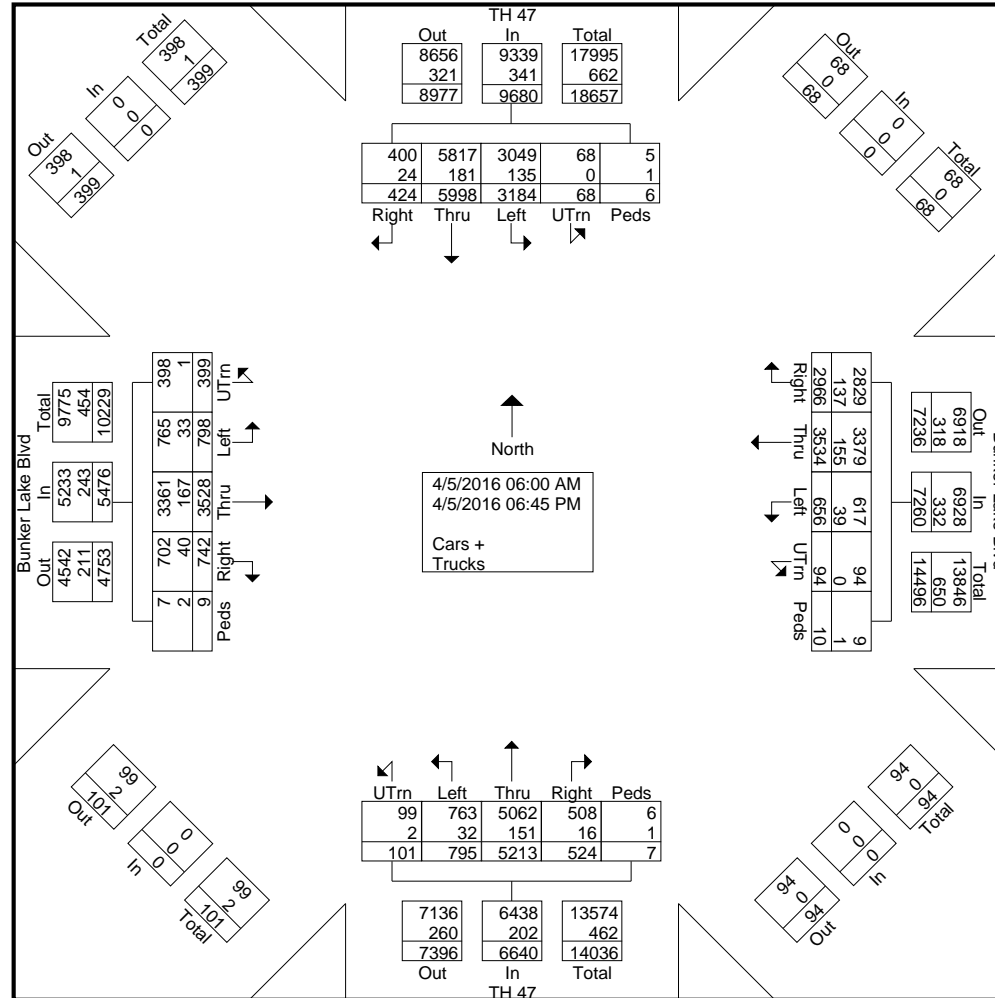 TH 47
Out In Total
8656 9339 17995
321 341 662
8977 9680 18657
400 5817 3049 68 5
24 181 135 0 1
424 5998 3184 68 6
Right Thru Left UTrn Peds
Total
398
1
399
In
0
0
0
Out
398
1
399
Out
68
0
68
In
0
0
0
Total
68
0
68
Bunker Lake Blvd
Total
9775
454
10229
In
5233
243
5476
Out
4542
211
4753
398 1 399 UTrn
765 33 798 Left
3361 167 3528 Thru
702 40 742 Right
7 2 9 Peds
North
4/5/2016 06:00 AM
4/5/2016 06:45 PM
Cars +
Trucks
Right 2966 137 2829
Thru 3534 155 3379
Left 656 39 617
UTrn 94 0 94
Peds 10 1 9
Out
6918
318
7236
In
6928
332
7260
Total
13846
650
14496
99
2
101
Out
0
0
0
In
99
2
101
Total
UTrn Left Thru Right Peds
99 763 5062 508 6
2 32 151 16 1
101 795 5213 524 7
7136 6438 13574
260 202 462
7396 6640 14036
Out In Total
TH 47
94
0
94
Total
0
0
0
In
94
0
94
Out